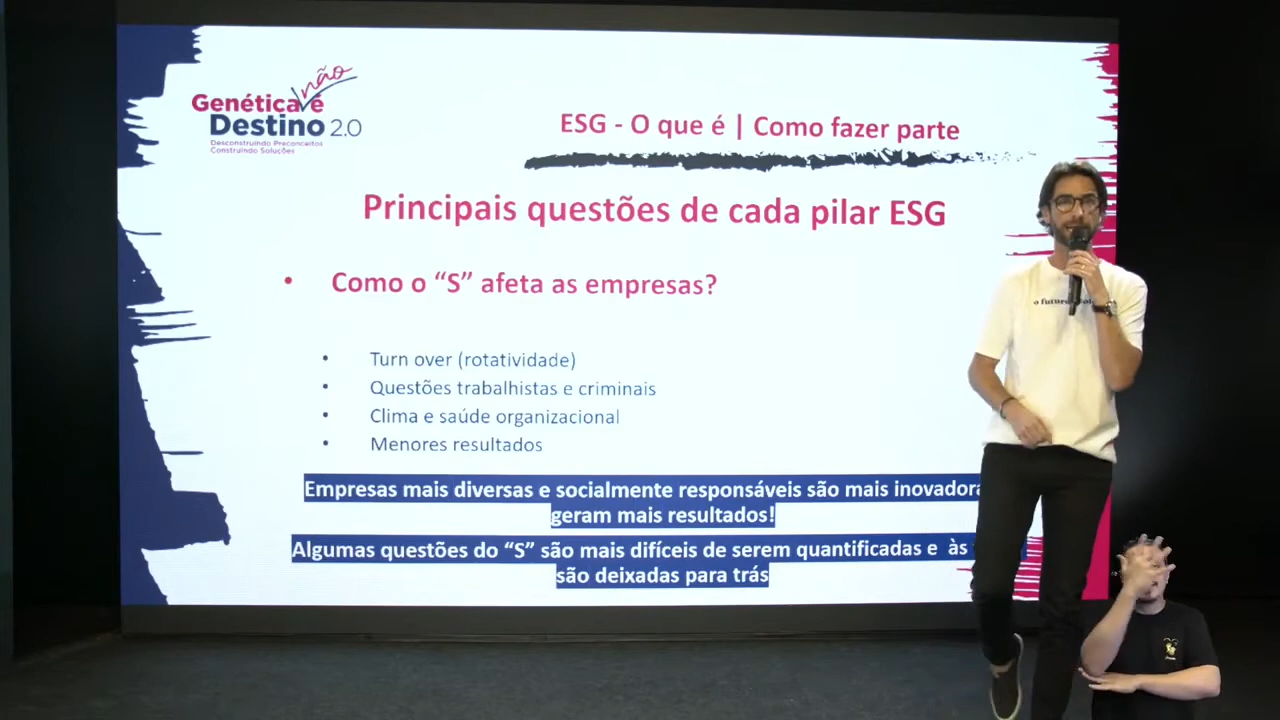 não
Genética é
Destino 2.0
Desconstruindo Preconceitos
Construindo Soluções
ESG - O que é | Como fazer parte
Principais questões de cada pilar ESG
• Como o “S” afeta as empresas?
• Turn over (rotatividade)
• Questões trabalhistas e criminais
• Clima e saúde organizacional
• Menores resultados
Empresas mais diversas e socialmente responsáveis são mais
geram mais resultados!
Algumas questões do “S” são mais difíceis de serem quantificadas e às
são deixadas para trás
o futuro